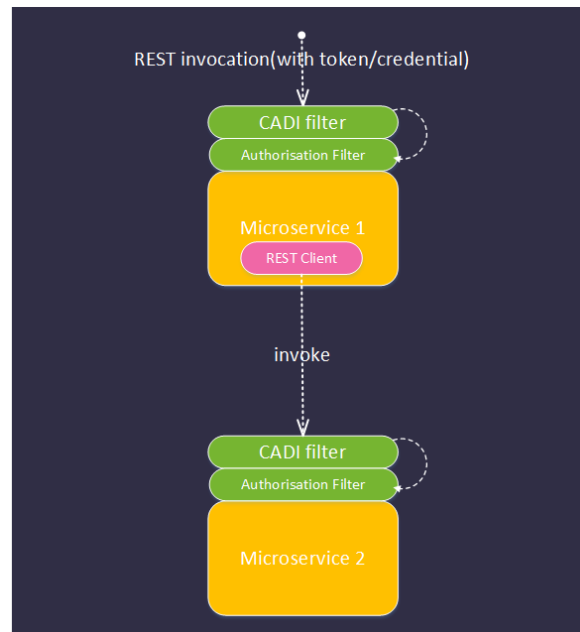 REST invocation(with token/credential)
CADI filter
Authorisation Filter
Microservice 1
REST Client
invoke
CADI filter
Authorisation Filter
Microservice 2